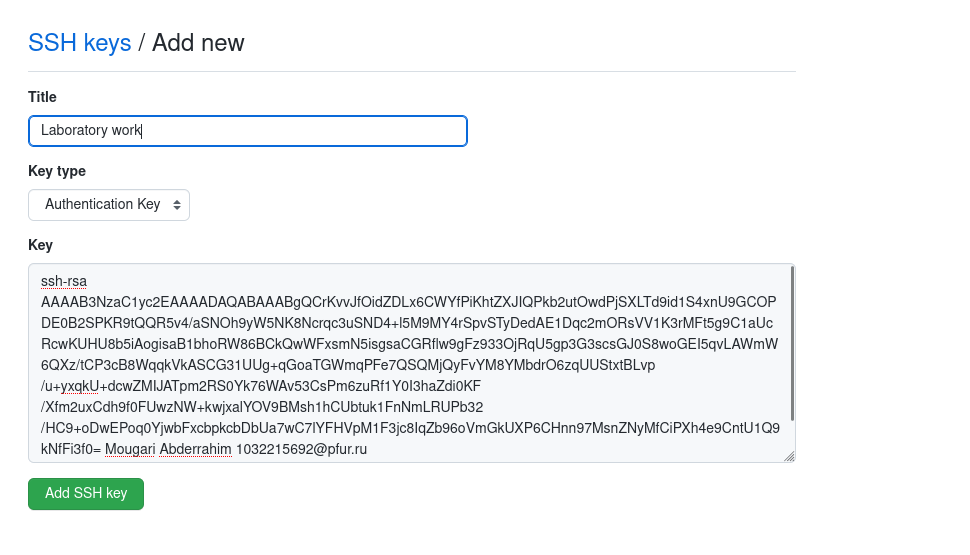 SSH keys / Add new
Title
Laboratory work
Key type
Authentication Key
Key
ssh-rsa
AAAAB3NzaC1yc2EAAAADAQABAAABgQCrKvvJfOidZDLx6CWYfPiKhtZXJIQPkb2utOwdPjSXLTd9id1S4xnU9GCOP
DE0B2SPKR9tQQR5v4/aSNOh9yW5NK8Ncrqc3uSND4+l5M9MY4rSpvSTyDedAE1Dqc2mORsVV1K3rMFt5g9C1aUc
RcwKUHU8b5iAogisaB1bhoRW86BCkQwWFxsmN5isgsaCGRflw9gFz933OjRqU5gp3G3scsGJ0S8woGEI5qvLAWmW
6QXz/tCP3cB8WqqkVkASCG31UUg+qGoaTGWmqPFe7QSQMjQyFvYM8YMbdrO6zqUUStxtBLvp
/u+yxqkU+dcwZMIJATpm2RS0Yk76WAv53CsPm6zuRf1Y0I3haZdi0KF
/Xfm2uxCdh9f0FUwzNW+kwjxalYOV9BMsh1hCUbtuk1FnNmLRUPb32
/HC9+oDwEPoq0YjwbFxcbpkcbDbUa7wC7lYFHVpM1F3jc8IqZb96oVmGkUXP6CHnn97MsnZNyMfCiPXh4e9CntU1Q9
kNfFi3f0= Mougari Abderrahim 1032215692@pfur.ru
Add SSH key